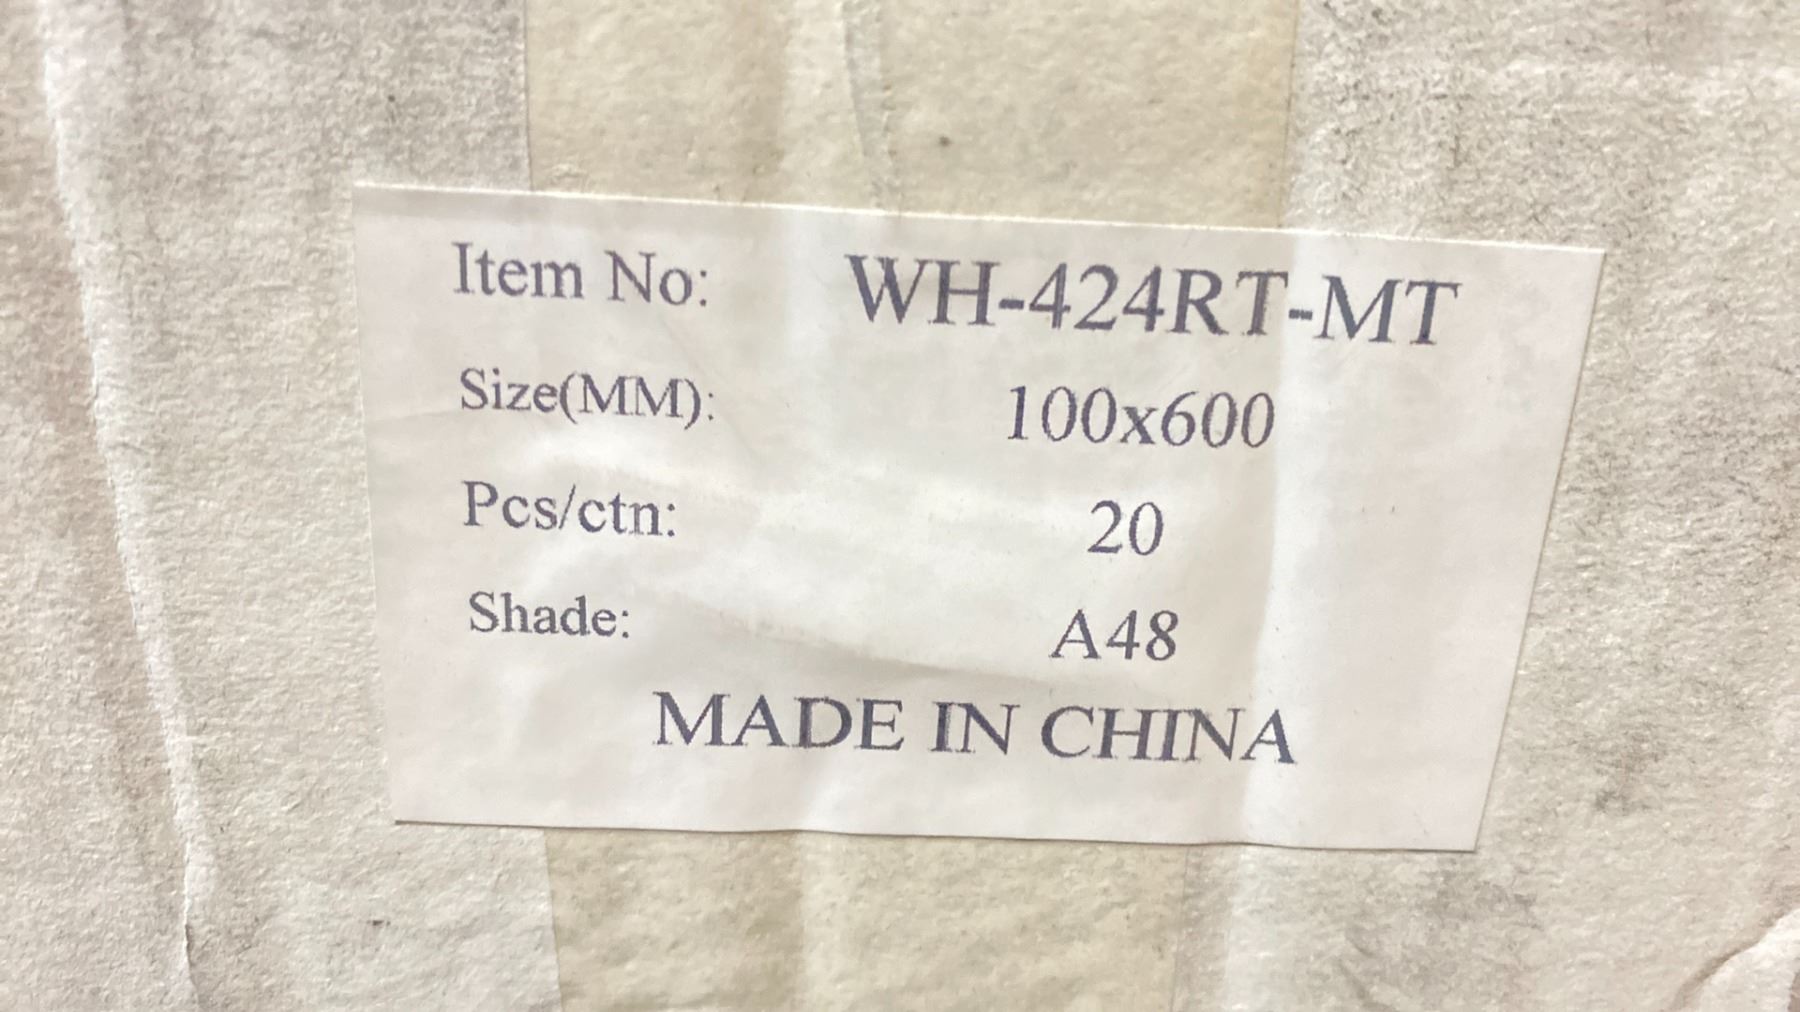 Item No: WH-424RT-MT
Size(MM): 100x600
Pcs/ctn: 20
Shade: A48
MADE IN CHINA